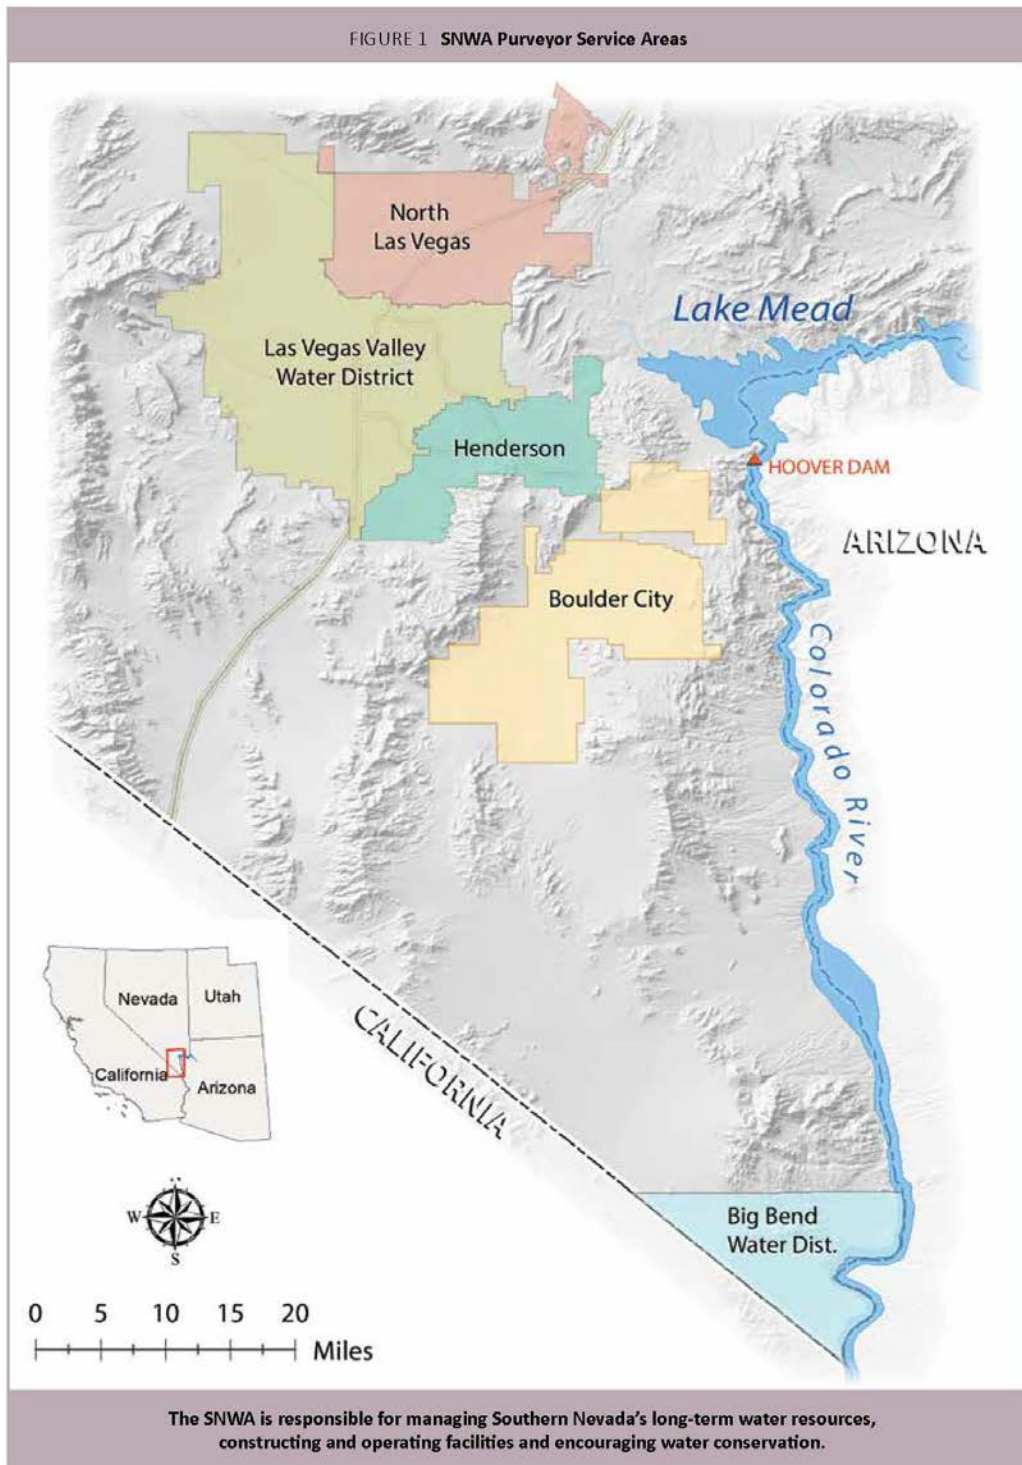 FIGURE 1 SNWA Purveyor Service Areas
North
Las Vegas
Lake Mead
Las Vegas Valley
Water District
Henderson
HOOVER DAM
ARIZONA
Boulder City
Colorado River
Nevada
Utah
California
Arizona
CALIFORNIA
W
E
S
Big Bend
Water Dist.
0 5 10 15 20
Miles
The SNWA is responsible for managing Southern Nevada's long-term water resources,
constructing and operating facilities and encouraging water conservation.